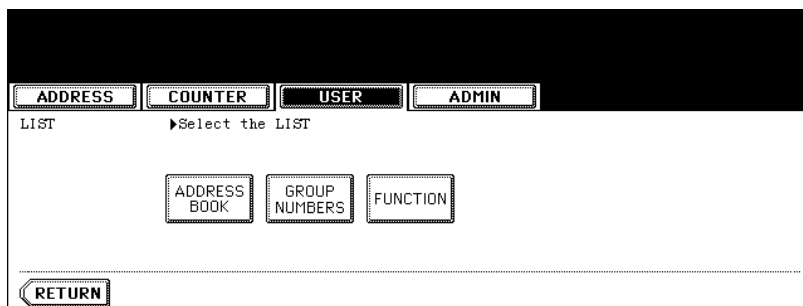 ADDRESS COUNTER USER ADMIN
LIST ▶Select the LIST
ADDRESS BOOK
GROUP NUMBERS
FUNCTION
RETURN